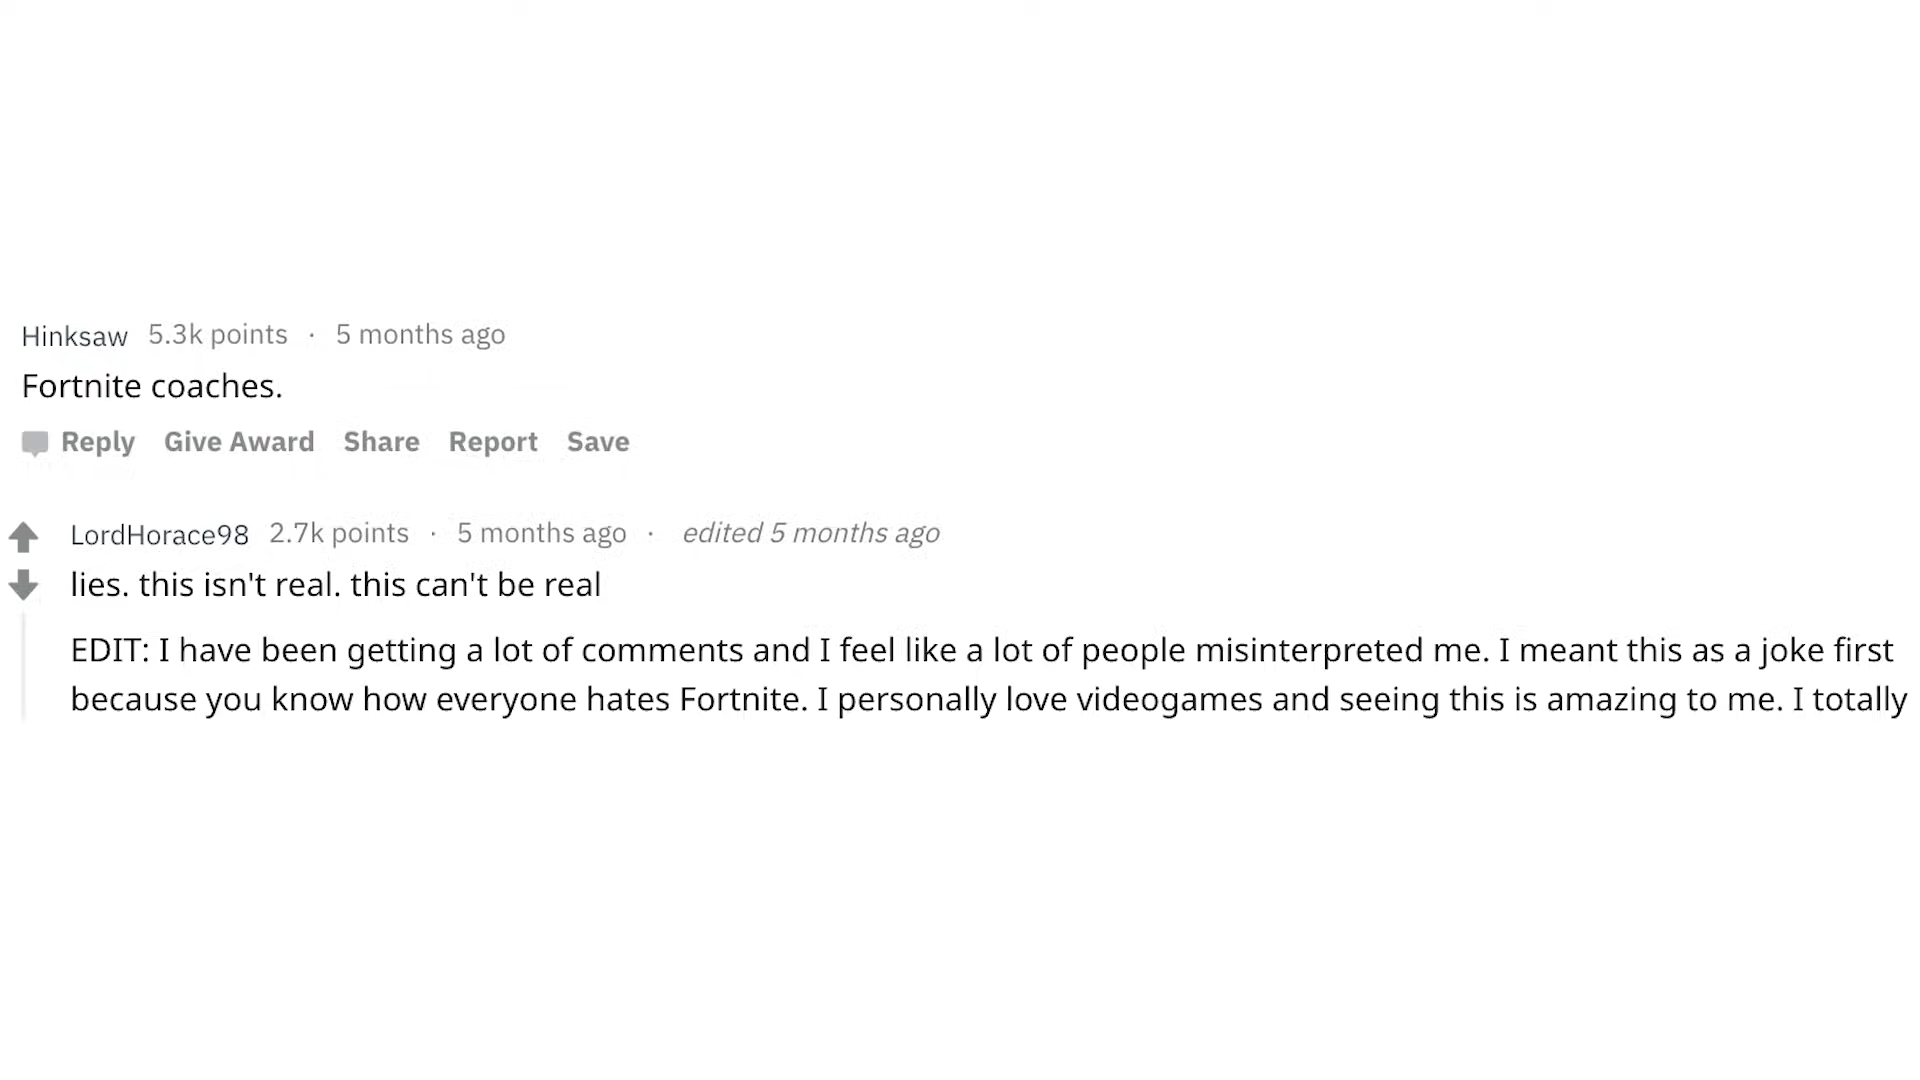 Hinksaw 5.3k points · 5 months ago
Fortnite coaches.
Reply Give Award Share Report Save
LordHorace98 2.7k points · 5 months ago · edited 5 months ago
lies. this isn't real. this can't be real
EDIT: I have been getting a lot of comments and I feel like a lot of people misinterpreted me. I meant this as a joke first
because you know how everyone hates Fortnite. I personally love videogames and seeing this is amazing to me. I totally